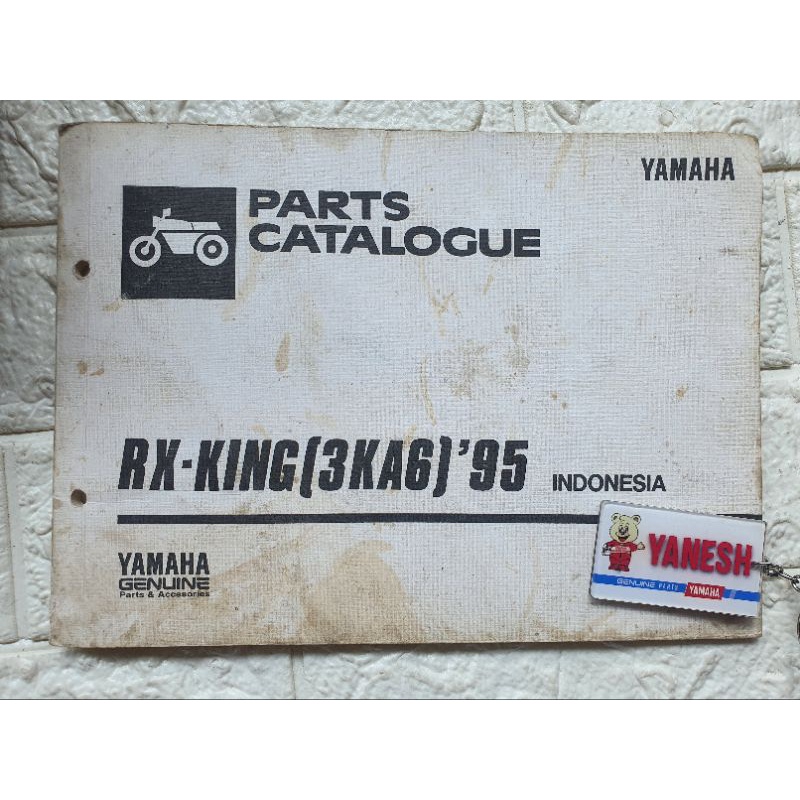 YAMAHA
PARTS
CATALOGUE
RX-KING(3KA6)'95 INDONESIA
YAMAHA
GENUINE
Parts & Accessories
YANESH
GENUINE PARTS YAMAHA